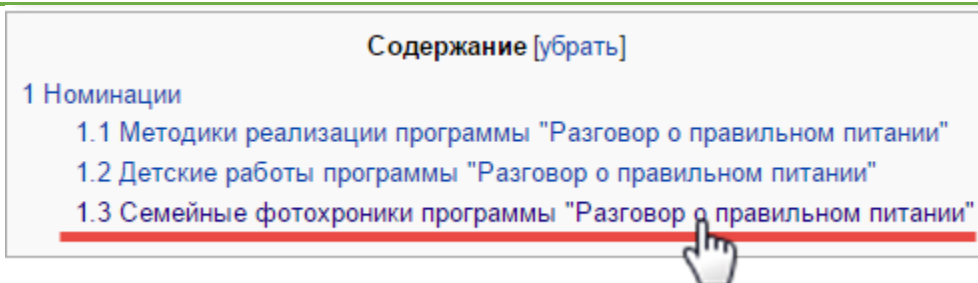 Содержание [убрать]
1 Номинации
1.1 Методики реализации программы "Разговор о правильном питании"
1.2 Детские работы программы "Разговор о правильном питании"
1.3 Семейные фотохроники программы "Разговор о правильном питании"